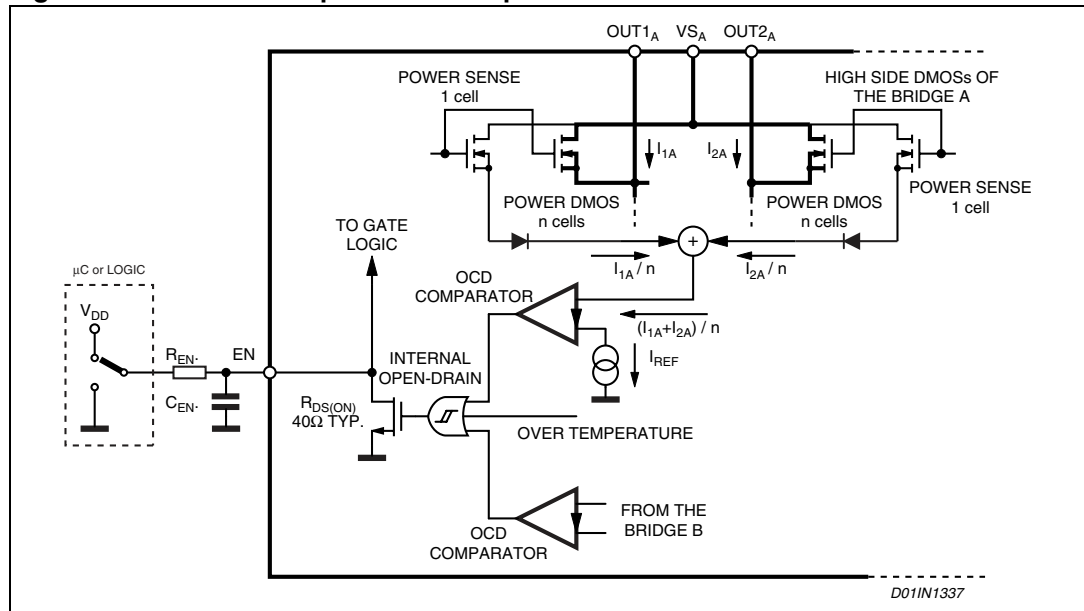 OUT1A VSA OUT2A
POWER SENSE
1 cell
HIGH SIDE DMOSs OF
THE BRIDGE A
I1A
I2A
POWER DMOS
n cells
POWER DMOS
n cells
POWER SENSE
1 cell
TO GATE
LOGIC
+
I1A / n
I2A / n
µC or LOGIC
OCD
COMPARATOR
VDD
(I1A+I2A) / n
REN.
EN
INTERNAL
OPEN-DRAIN
IREF
CEN.
RDS(ON)
40Ω TYP.
OVER TEMPERATURE
FROM THE
BRIDGE B
OCD
COMPARATOR
D01IN1337